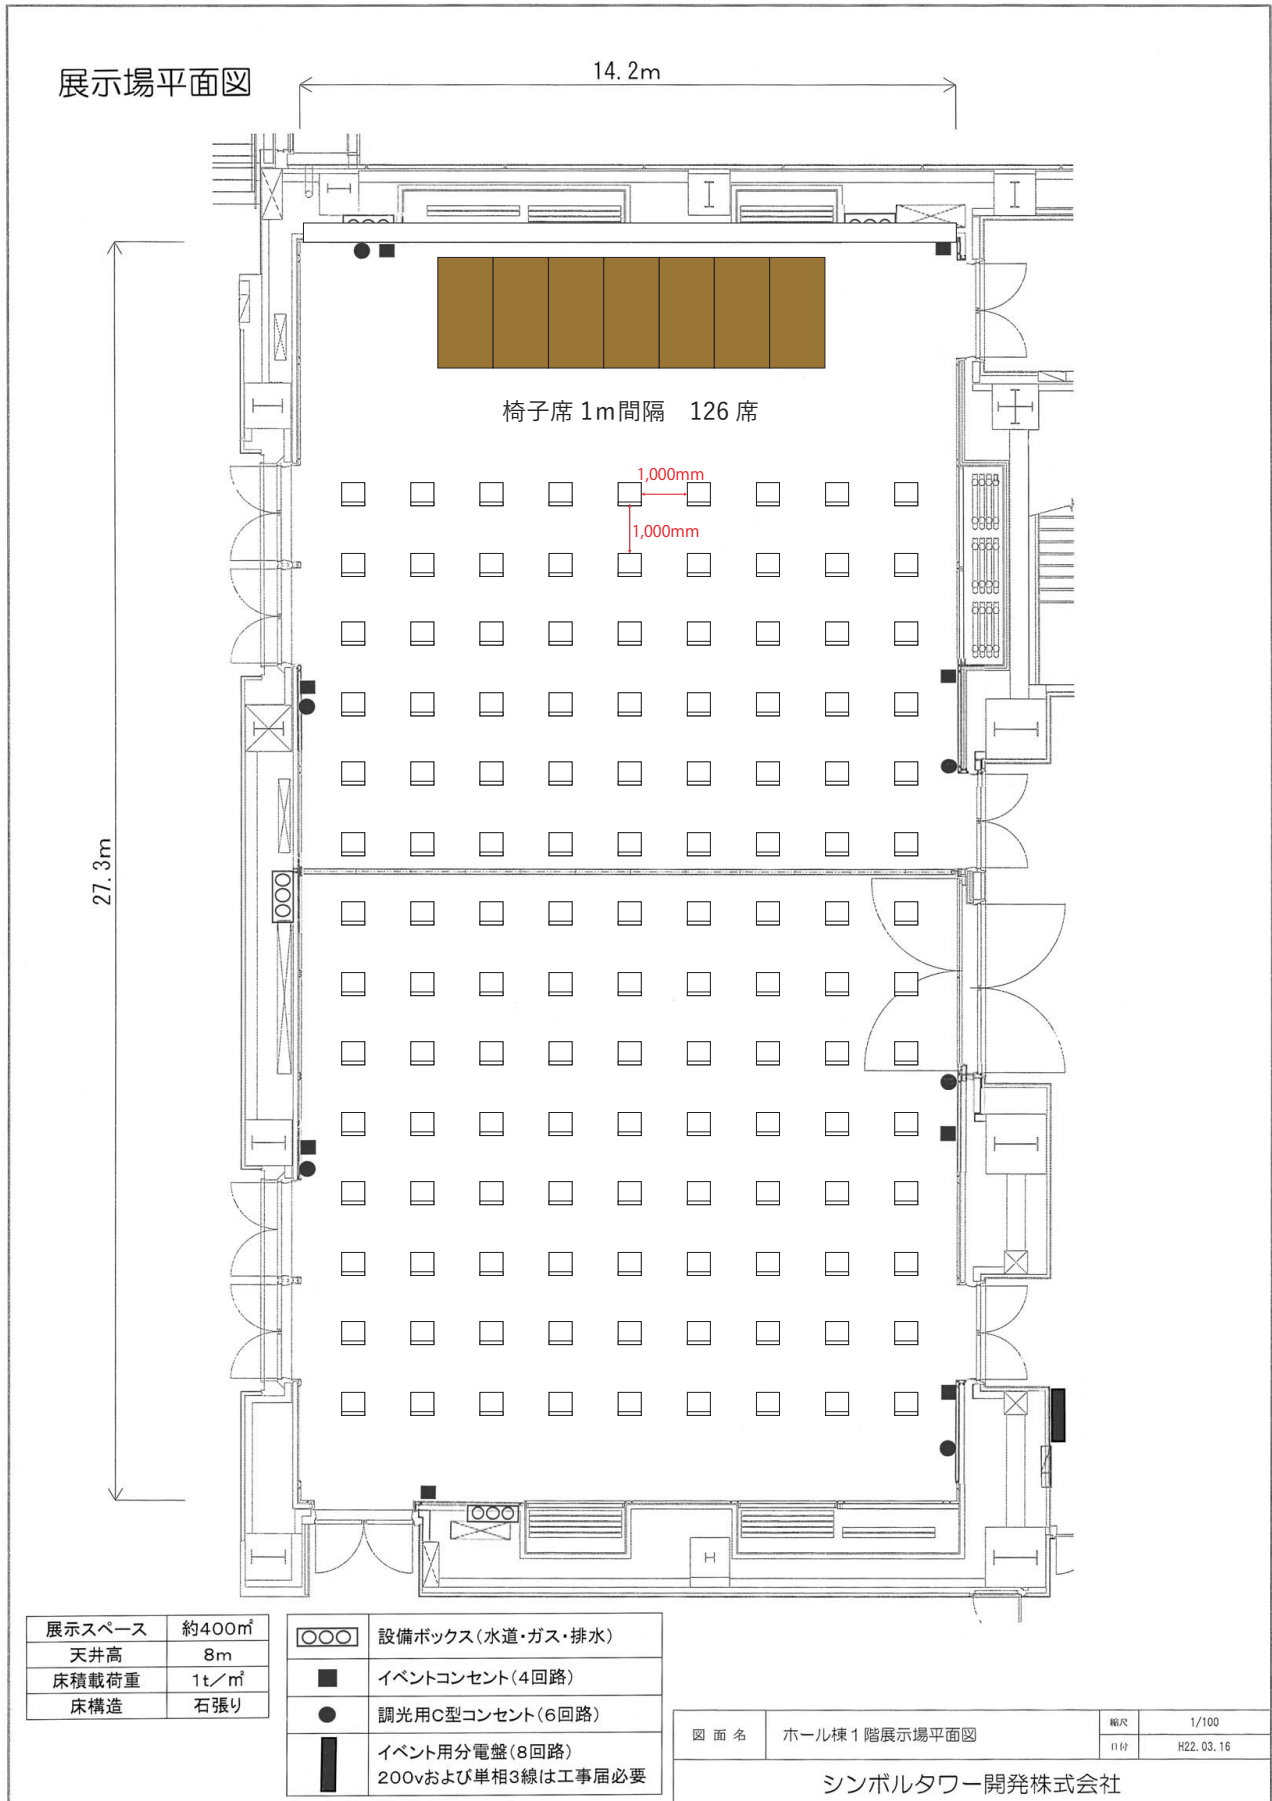 展示場平面図
14.2m
椅子席 1m間隔　126 席
1,000mm
1,000mm
27.3m
展示スペース 約400㎡
天井高 8m
床積載荷重 1t／㎡
床構造 石張り
設備ボックス(水道・ガス・排水)
イベントコンセント(4回路)
調光用C型コンセント(6回路)
イベント用分電盤(8回路)
200vおよび単相3線は工事届必要
図面名 ホール棟1階展示場平面図
縮尺 1/100
日付 H22.03.16
シンボルタワー開発株式会社